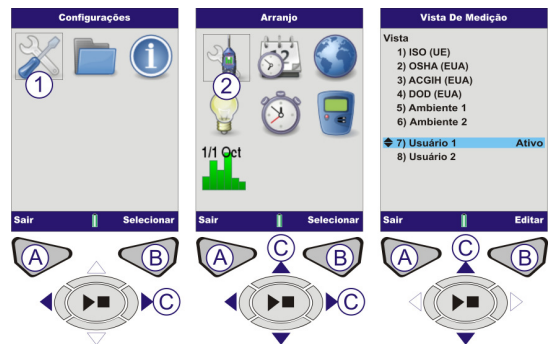 Configurações
1
Sair Selecionar
A B
C
Arranjo
12
2
1/1 Oct
Sair Selecionar
A C B
C
Vista De Medição
Vista
1) ISO (UE)
2) OSHA (EUA)
3) ACGIH (EUA)
4) DOD (EUA)
5) Ambiente 1
6) Ambiente 2
7) Usuário 1 Ativo
8) Usuário 2
Sair Editar
A C B